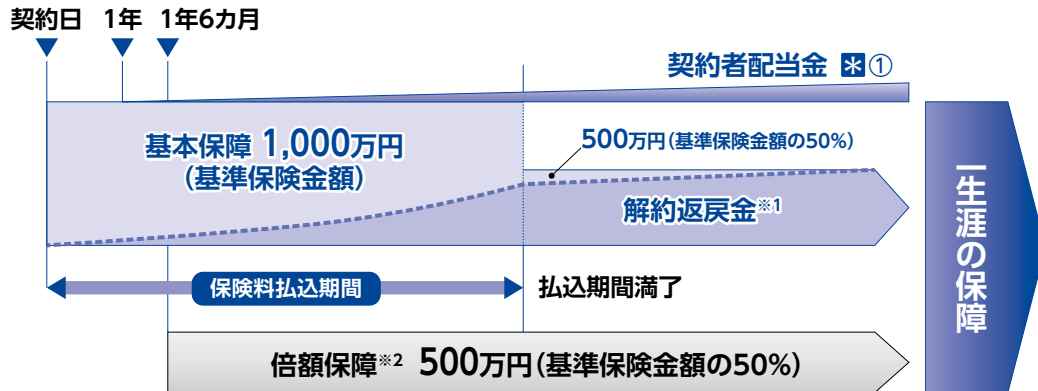 契約日 1年 1年6カ月
契約者配当金 *①
基本保障 1,000万円
(基準保険金額)
500万円(基準保険金額の50%)
解約返戻金※1
保険料払込期間
払込期間満了
倍額保障※2 500万円(基準保険金額の50%)
一生涯の保障